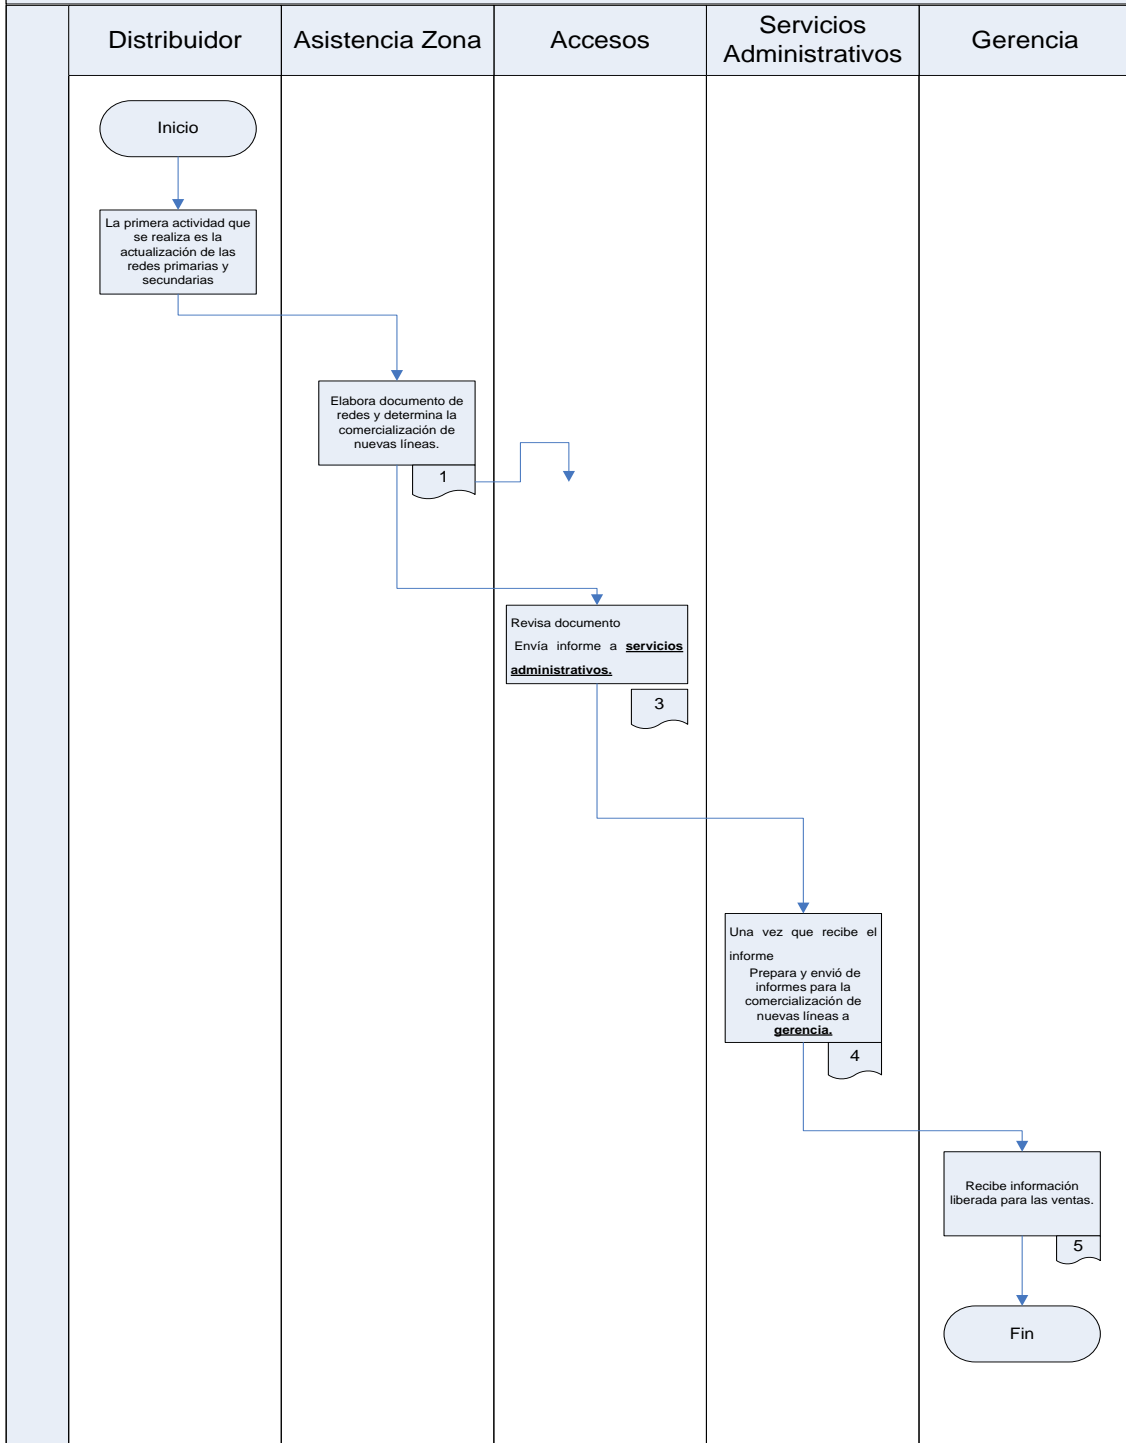 Distribuidor
Asistencia Zona
Accesos
Servicios
Administrativos
Gerencia
Inicio
La primera actividad que
se realiza es la
actualización de las
redes primarias y
secundarias
Elabora documento de
redes y determina la
comercialización de
nuevas líneas.
1
Revisa documento
Envía informe a servicios
administrativos.
3
Una vez que recibe el
informe
Prepara y envió de
informes para la
comercialización de
nuevas líneas a
gerencia.
4
Recibe información
liberada para las ventas.
5
Fin